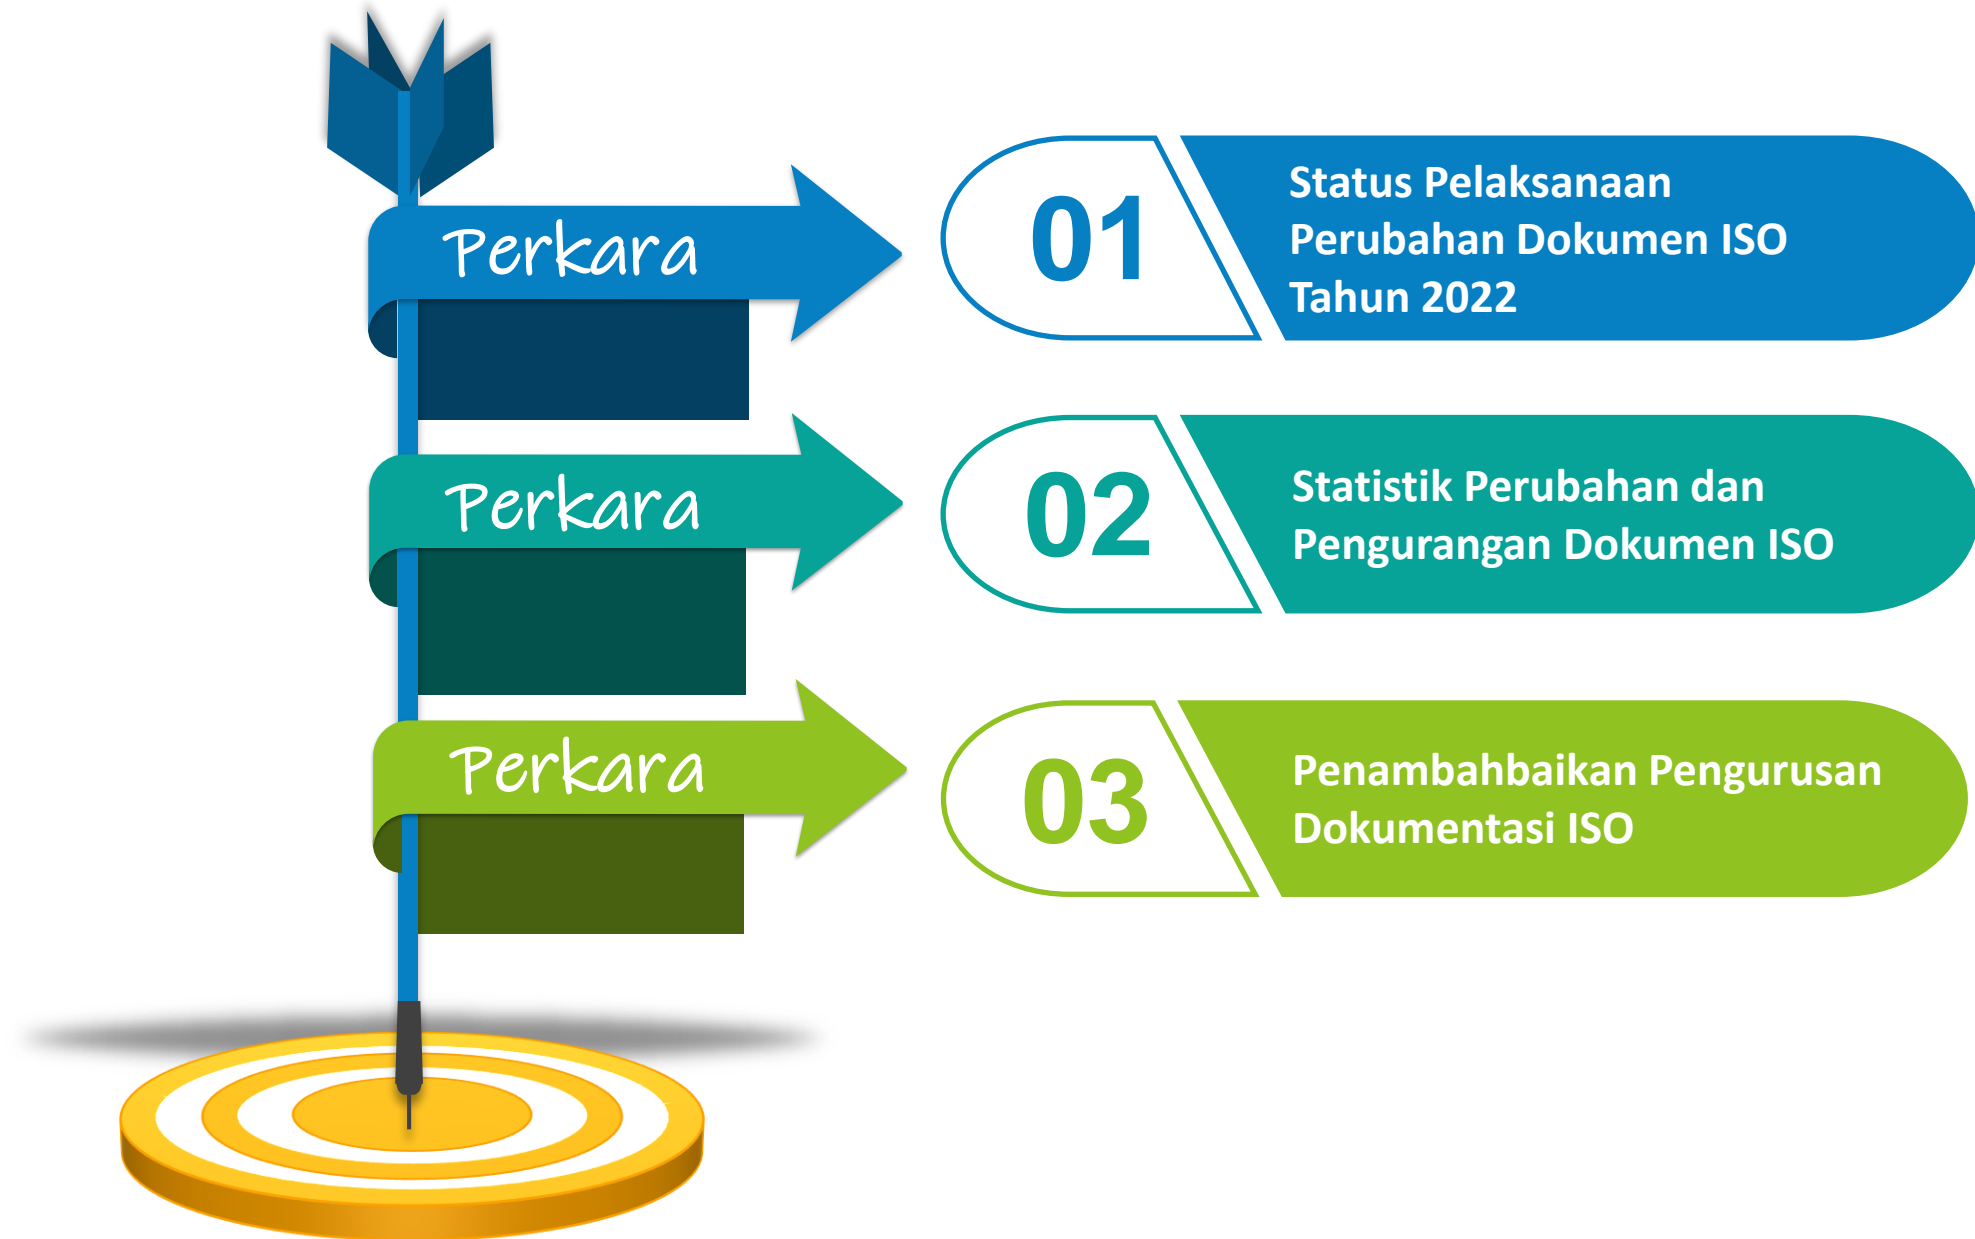 Perkara
01
Status Pelaksanaan
Perubahan Dokumen ISO
Tahun 2022
Perkara
02
Statistik Perubahan dan
Pengurangan Dokumen ISO
Perkara
03
Penambahbaikan Pengurusan
Dokumentasi ISO